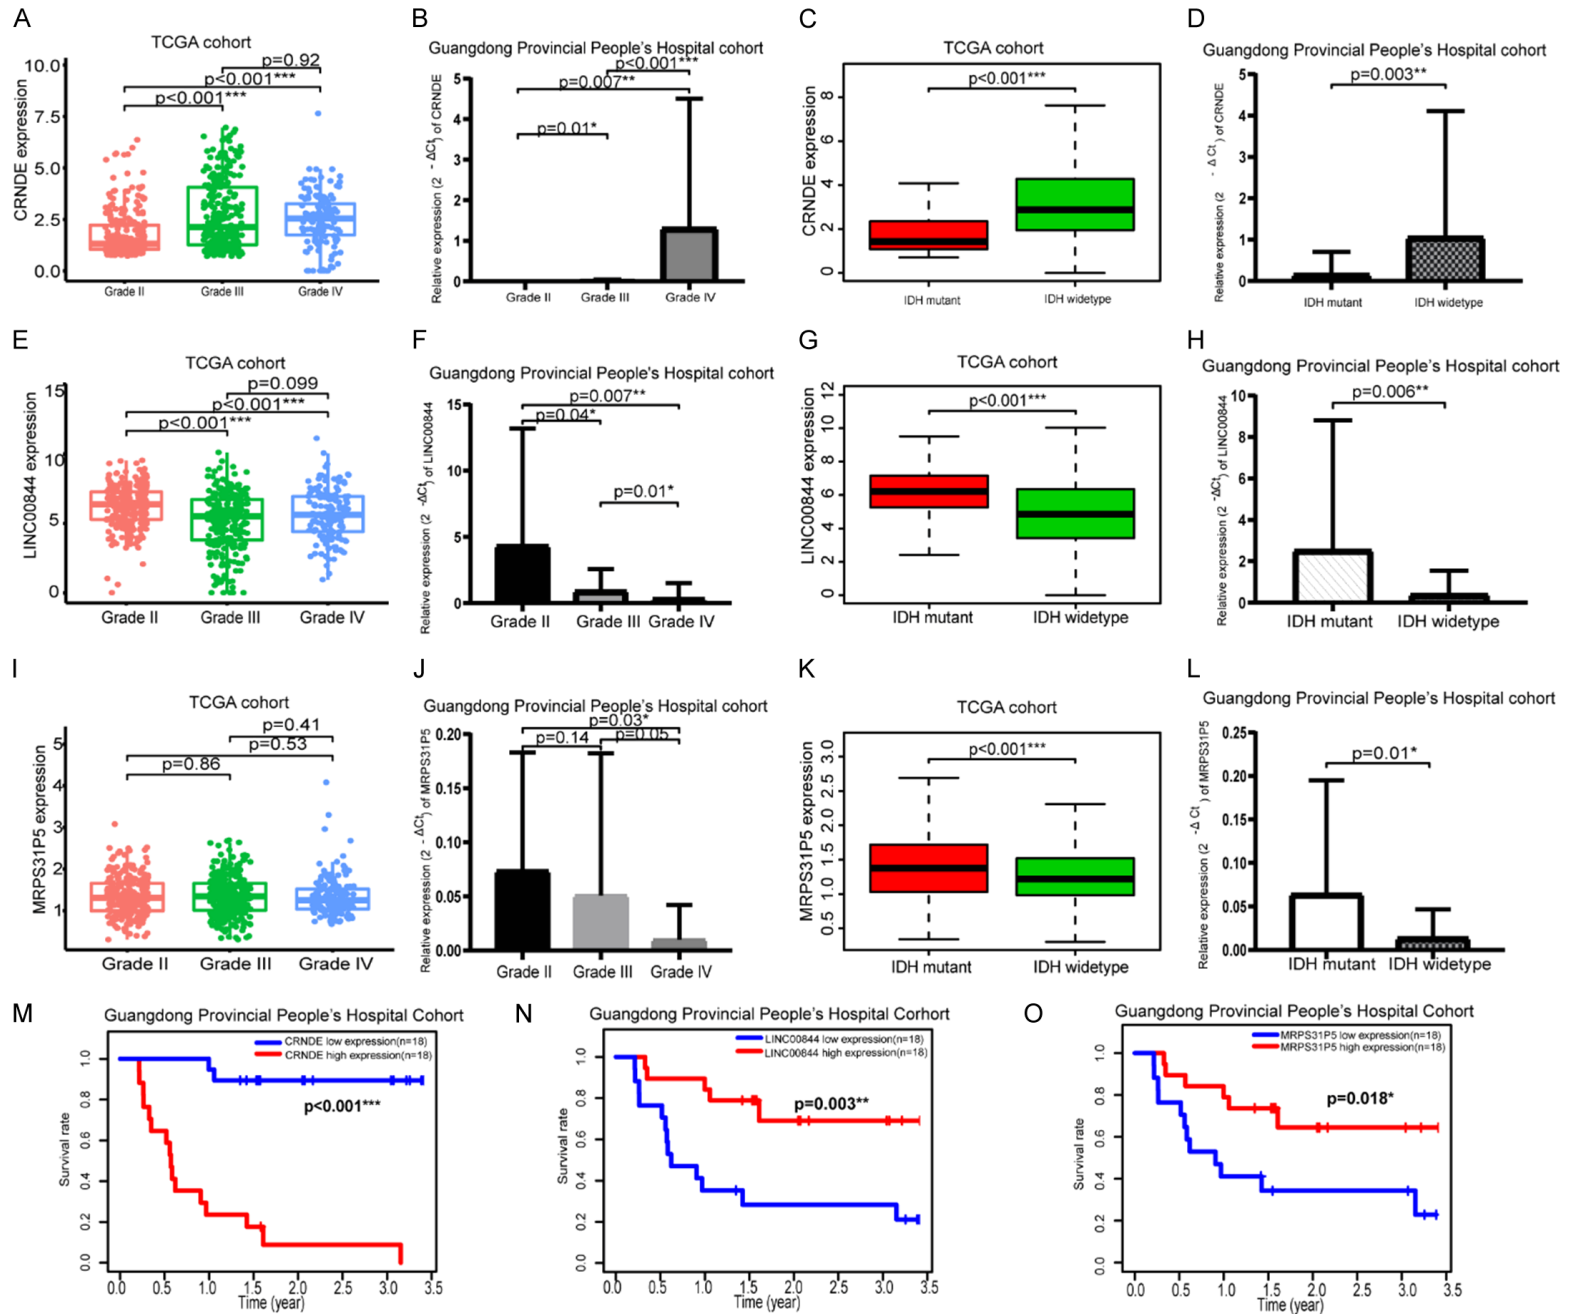 A
TCGA cohort
p=0.92
p<0.001***
p<0.001***
CRNDE expression
10.0
7.5
5.0
2.5
0.0
Grade II Grade III Grade IV
B
Guangdong Provincial People's Hospital cohort
p<0.001***
p=0.007**
p=0.01*
Relative expression (2 - ΔCt) of CRNDE
5
4
3
2
1
0
Grade II Grade III Grade IV
C
TCGA cohort
p<0.001***
CRNDE expression
8
6
4
2
0
IDH mutant IDH widetype
D
Guangdong Provincial People's Hospital cohort
p=0.003**
Relative expression (2 - Δ Ct) of CRNDE
5
4
3
2
1
0
IDH mutant IDH widetype
E
TCGA cohort
p=0.099
p<0.001***
p<0.001***
LINC00844 expression
15
10
5
0
Grade II Grade III Grade IV
F
Guangdong Provincial People's Hospital cohort
p=0.007**
p=0.04*
p=0.01*
Relative expression (2 -ΔCt) of LINC00844
15
10
5
0
Grade II Grade III Grade IV
G
TCGA cohort
p<0.001***
LINC00844 expression
12
10
8
6
4
2
0
IDH mutant IDH widetype
H
Guangdong Provincial People's Hospital cohort
p=0.006**
Relative expression (2 -ΔCt) of LINC00844
10
8
6
4
2
0
IDH mutant IDH widetype
I
TCGA cohort
p=0.41
p=0.53
p=0.86
MRPS31P5 expression
5
4
3
2
1
Grade II Grade III Grade IV
J
Guangdong Provincial People's Hospital cohort
p=0.03*
p=0.14 p=0.05
Relative expression (2 - ΔCt) of MRPS31P5
0.20
0.15
0.10
0.05
0.00
Grade II Grade III Grade IV
K
TCGA cohort
p<0.001***
MRPS31P5 expression
3.0
2.5
2.0
1.5
1.0
0.5
IDH mutant IDH widetype
L
Guangdong Provincial People's Hospital cohort
p=0.01*
Relative expression (2 -Δ Ct) of MRPS31P5
0.25
0.20
0.15
0.10
0.05
0.00
IDH mutant IDH widetype
M
Guangdong Provincial People's Hospital Corhort
CRNDE low expression(n=18)
CRNDE high expression(n=18)
p<0.001***
Survival rate
1.0
0.8
0.6
0.4
0.2
0.0
0.0 0.5 1.0 1.5 2.0 2.5 3.0 3.5
Time (year)
N
Guangdong Provincial People's Hospital Corhort
LINC00844 low expression(n=18)
LINC00844 high expression(n=18)
p=0.003**
Survival rate
1.0
0.8
0.6
0.4
0.2
0.0
0.0 0.5 1.0 1.5 2.0 2.5 3.0 3.5
Time (year)
O
Guangdong Provincial People's Hospital Cohort
MRPS31P5 low expression(n=18)
MRPS31P5 high expression(n=18)
p=0.018*
Survival rate
1.0
0.8
0.6
0.4
0.2
0.0
0.0 0.5 1.0 1.5 2.0 2.5 3.0 3.5
Time (year)